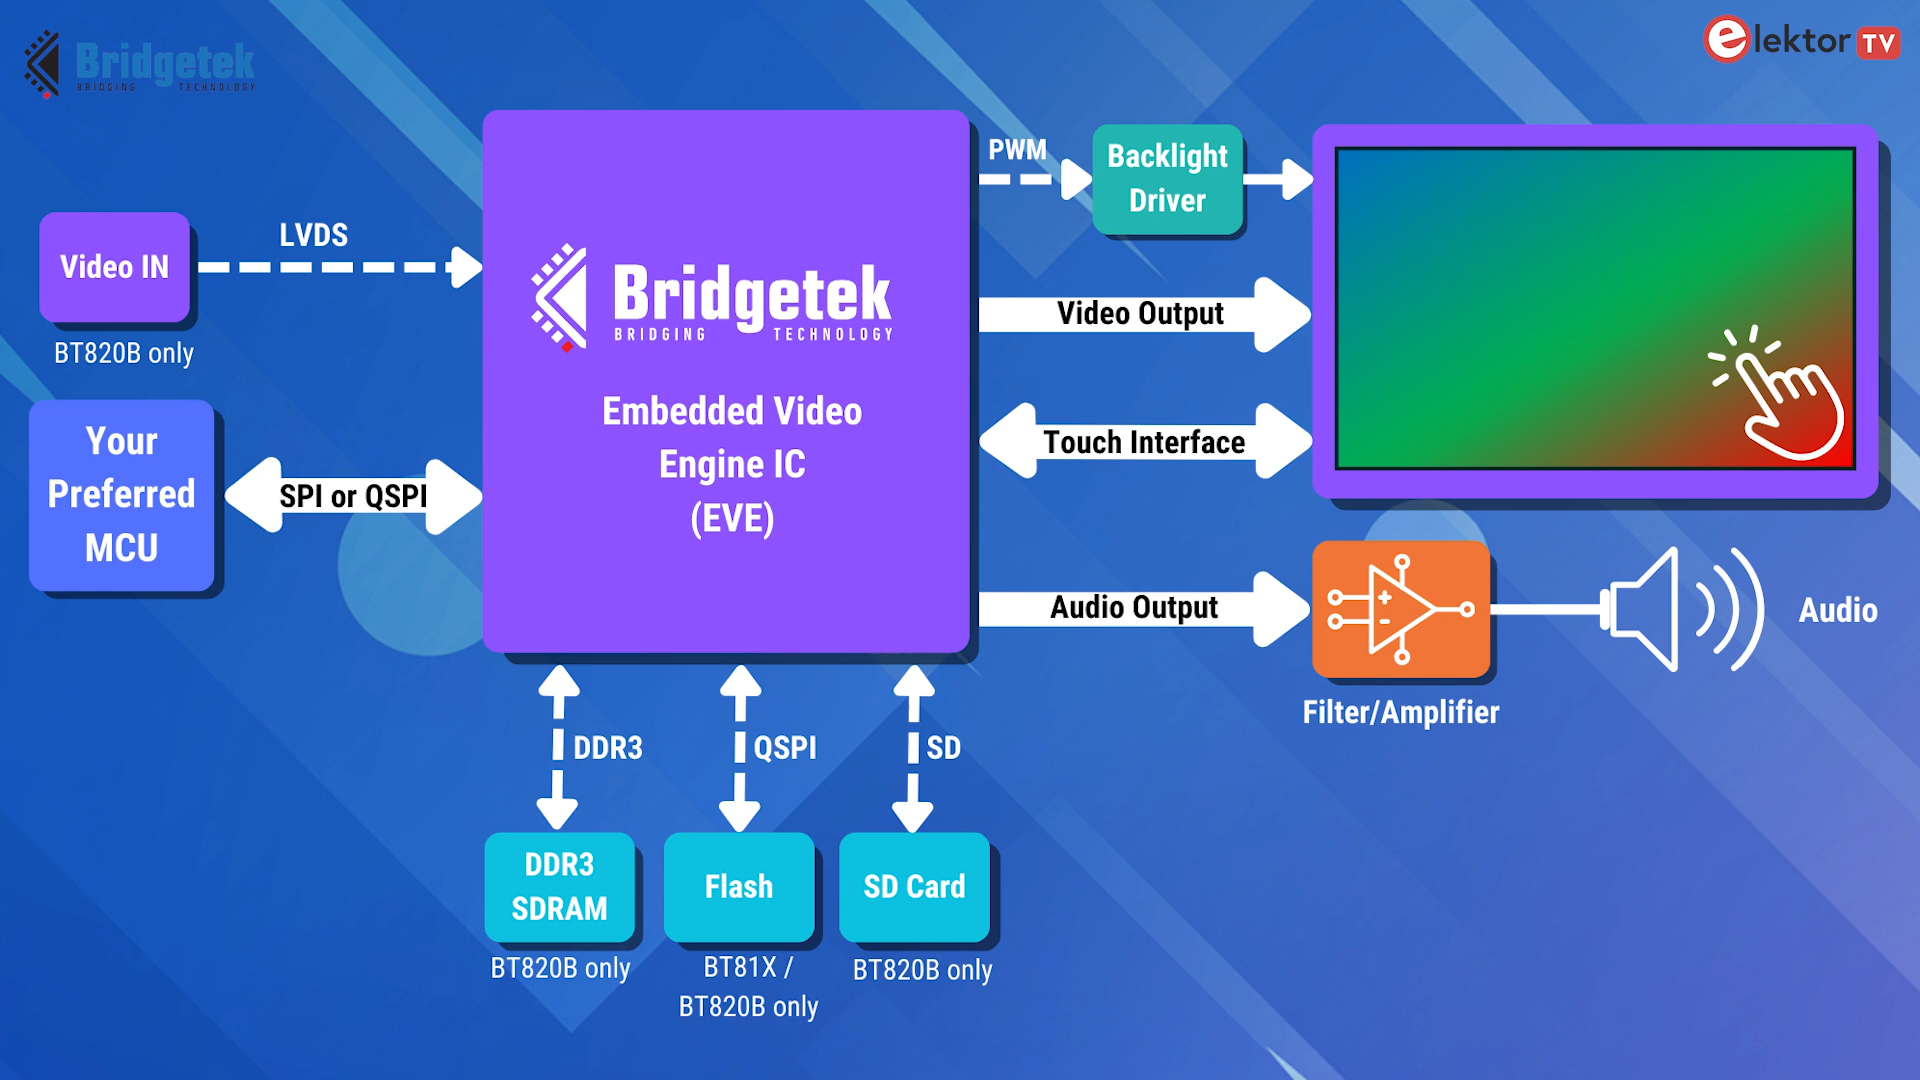 Bridgetek
BRIDGING TECHNOLOGY
elektor TV
Video IN
BT820B only
LVDS
Your
Preferred
MCU
SPI or QSPI
Bridgetek
BRIDGING TECHNOLOGY
Embedded Video
Engine IC
(EVE)
PWM
Backlight
Driver
Video Output
Touch Interface
Audio Output
+
-
Filter/Amplifier
Audio
DDR3
QSPI
SD
DDR3
SDRAM
BT820B only
Flash
BT81X /
BT820B only
SD Card
BT820B only